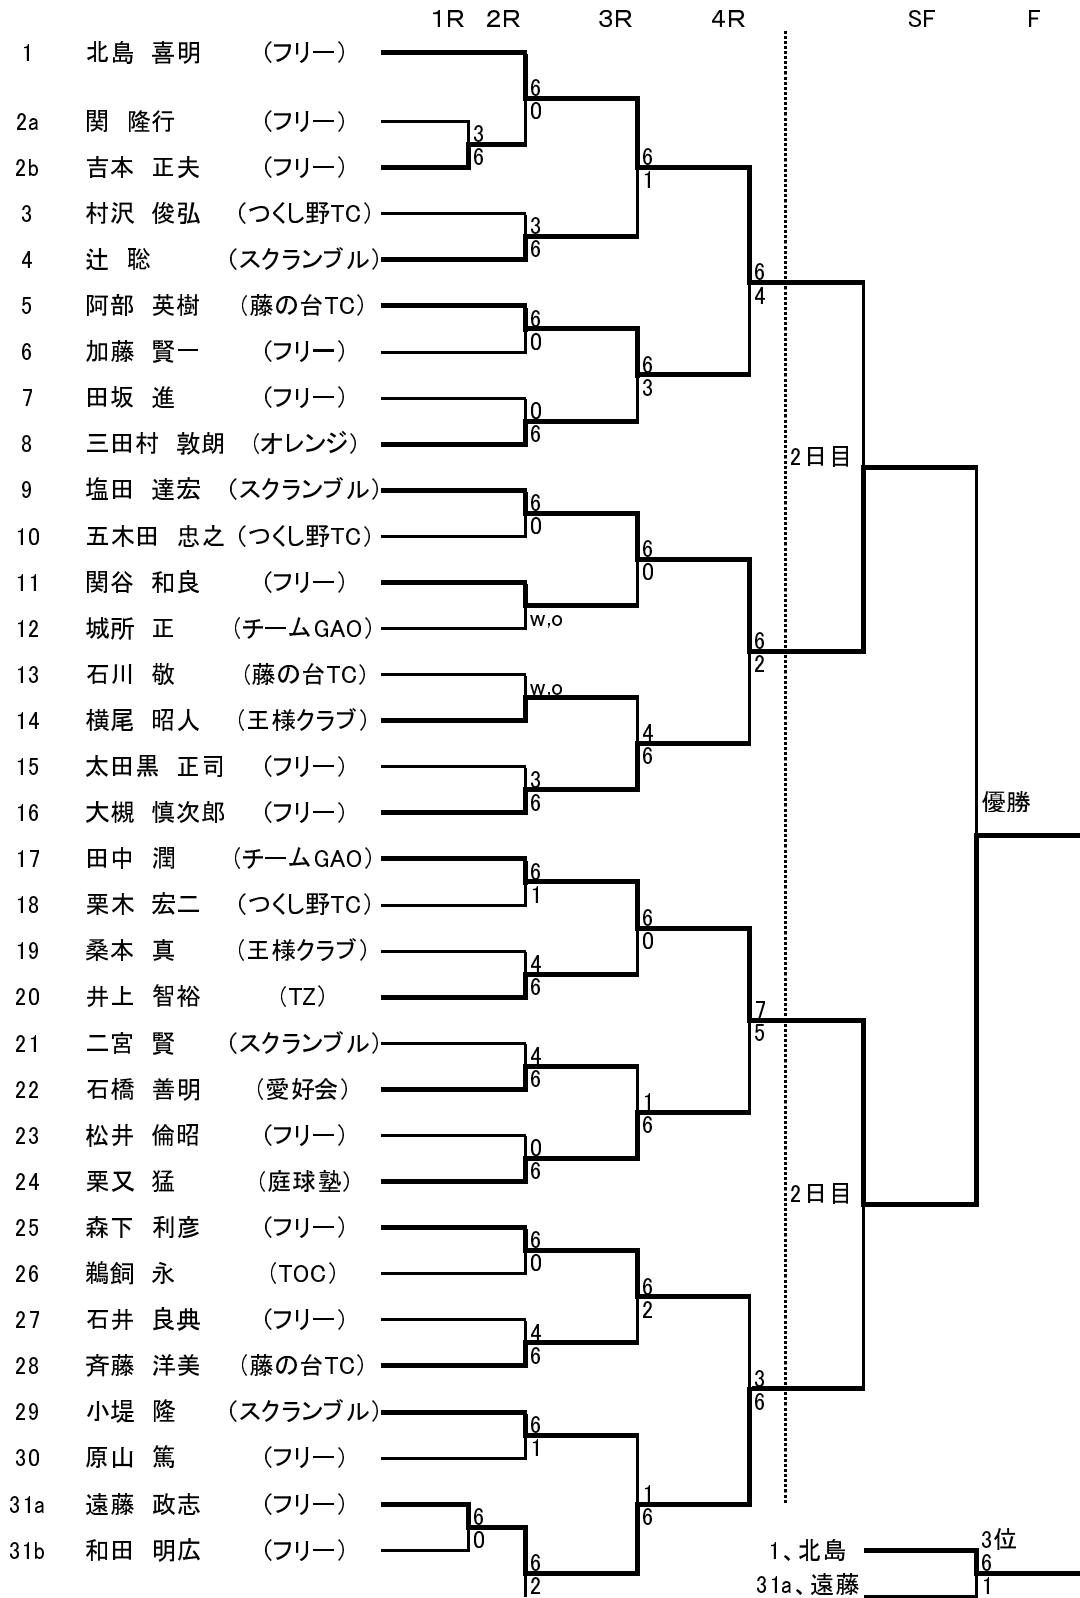 1R 2R 3R 4R SF F
1 北島 喜明 (フリー)
6
0
2a 関 隆行 (フリー)
3
6
2b 吉本 正夫 (フリー)
6
1
3 村沢 俊弘 (つくし野TC)
3
6
4 辻 聡 (スクランブル)
6
4
5 阿部 英樹 (藤の台TC)
6
0
6 加藤 賢一 (フリー)
6
3
7 田坂 進 (フリー)
0
6
8 三田村 敦朗 (オレンジ)
2日目
9 塩田 達宏 (スクランブル)
6
0
10 五木田 忠之 (つくし野TC)
6
0
11 関谷 和良 (フリー)
w,o
12 城所 正 (チームGAO)
6
2
13 石川 敬 (藤の台TC)
w,o
14 横尾 昭人 (王様クラブ)
4
6
15 太田黒 正司 (フリー)
3
6
16 大槻 慎次郎 (フリー)
優勝
17 田中 潤 (チームGAO)
6
1
18 栗木 宏二 (つくし野TC)
6
0
19 桑本 真 (王様クラブ)
4
6
20 井上 智裕 (TZ)
7
5
21 二宮 賢 (スクランブル)
4
6
22 石橋 善明 (愛好会)
1
6
23 松井 倫昭 (フリー)
0
6
24 栗又 猛 (庭球塾)
2日目
25 森下 利彦 (フリー)
6
0
26 鵜飼 永 (TOC)
6
2
27 石井 良典 (フリー)
4
6
28 斉藤 洋美 (藤の台TC)
3
6
29 小堤 隆 (スクランブル)
6
1
30 原山 篤 (フリー)
1
6
31a 遠藤 政志 (フリー)
6
0
31b 和田 明広 (フリー)
6
2
3位
1、北島
6
1
31a、遠藤